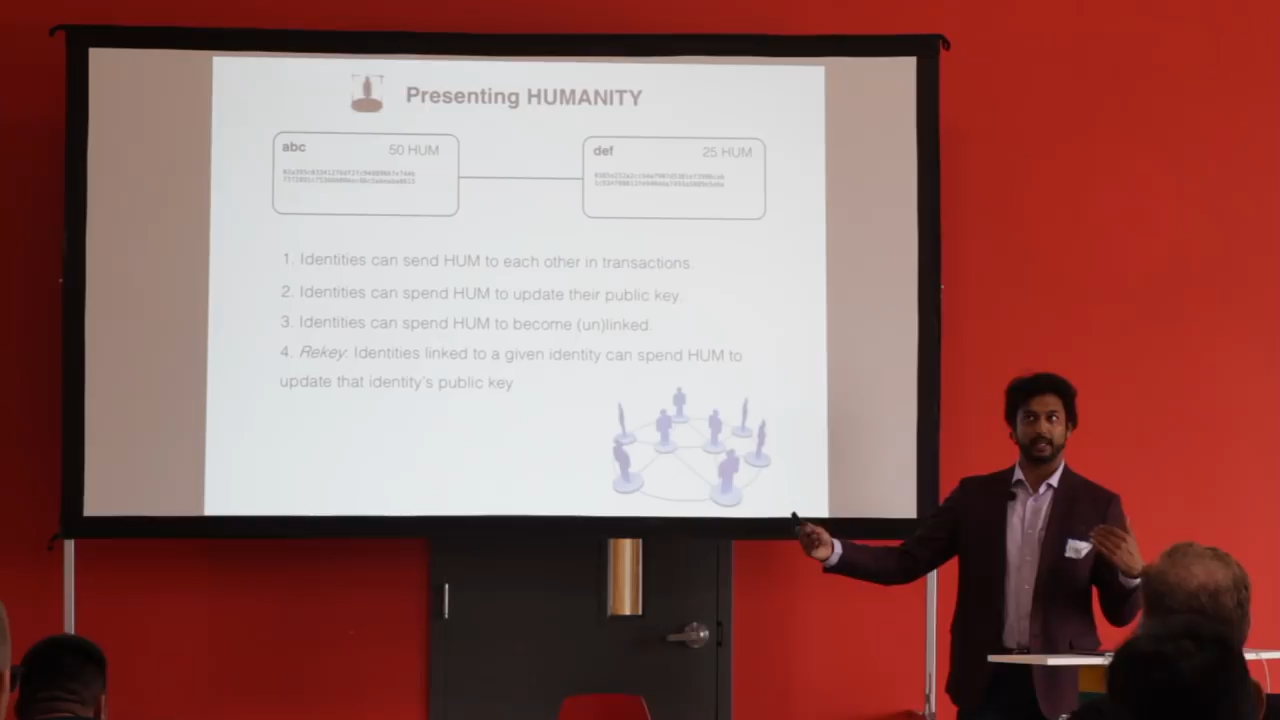 Presenting HUMANITY
abc 50 HUM
def 25 HUM
1. Identities can send HUM to each other in transactions.
2. Identities can spend HUM to update their public key.
3. Identities can spend HUM to become (un)linked.
4. Rekey: Identities linked to a given identity can spend HUM to
update that identity's public key